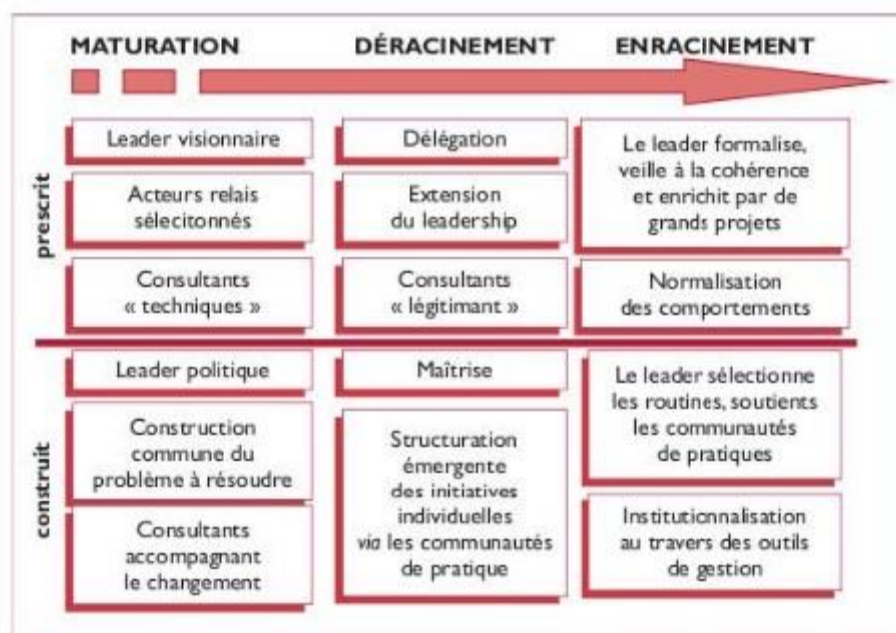 MATURATION
DÉRACINEMENT
ENRACINEMENT
prescrit
Leader visionnaire
Acteurs relais
sélecitonnés
Consultants
« techniques »
Délégation
Extension
du leadership
Consultants
« légitimant »
Le leader formalise,
veille à la cohérence
et enrichit par de
grands projets
Normalisation
des comportements
construit
Leader politique
Construction
commune du
problème à résoudre
Consultants
accompagnant
le changement
Maîtrise
Structuration
émergente
des initiatives
individuelles
via les communautés
de pratique
Le leader sélectionne
les routines, soutients
les communautés
de pratiques
Institutionnalisation
au travers des outils
de gestion